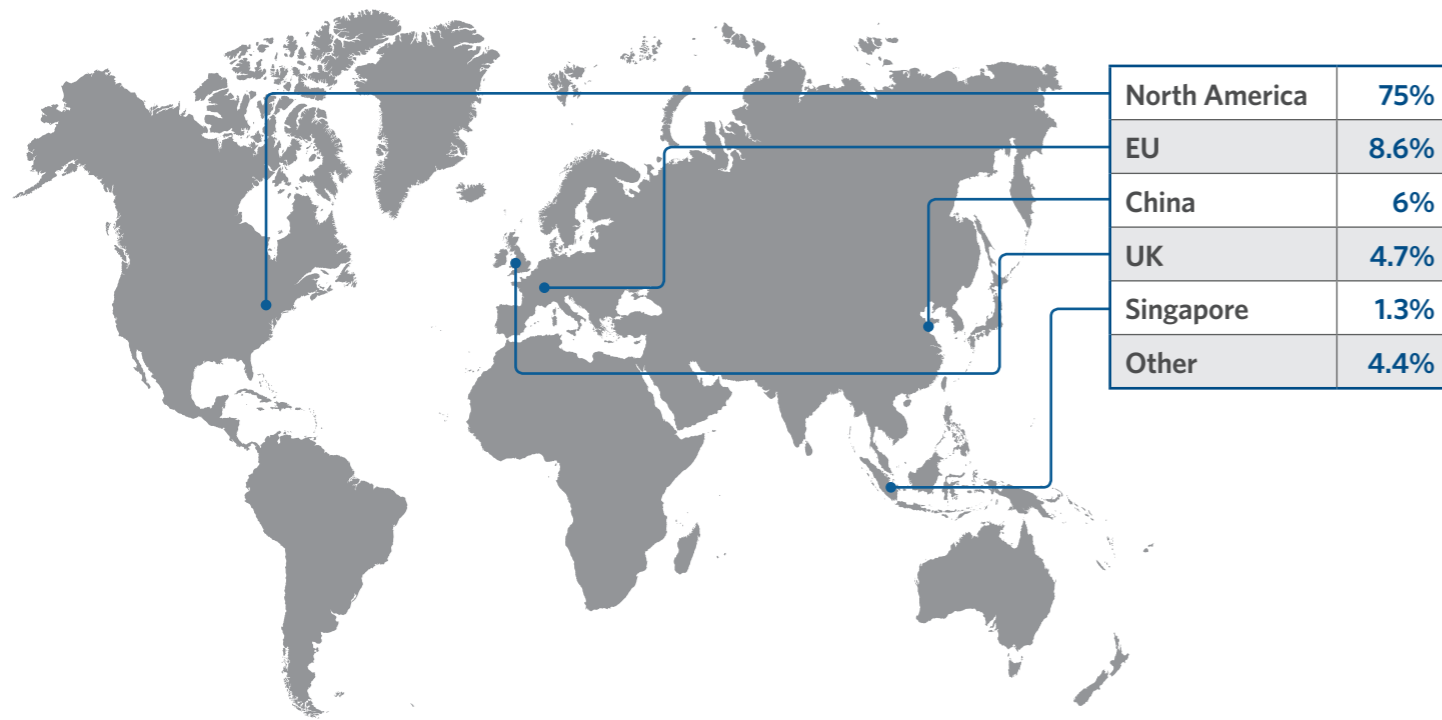 North America 75%
EU 8.6%
China 6%
UK 4.7%
Singapore 1.3%
Other 4.4%